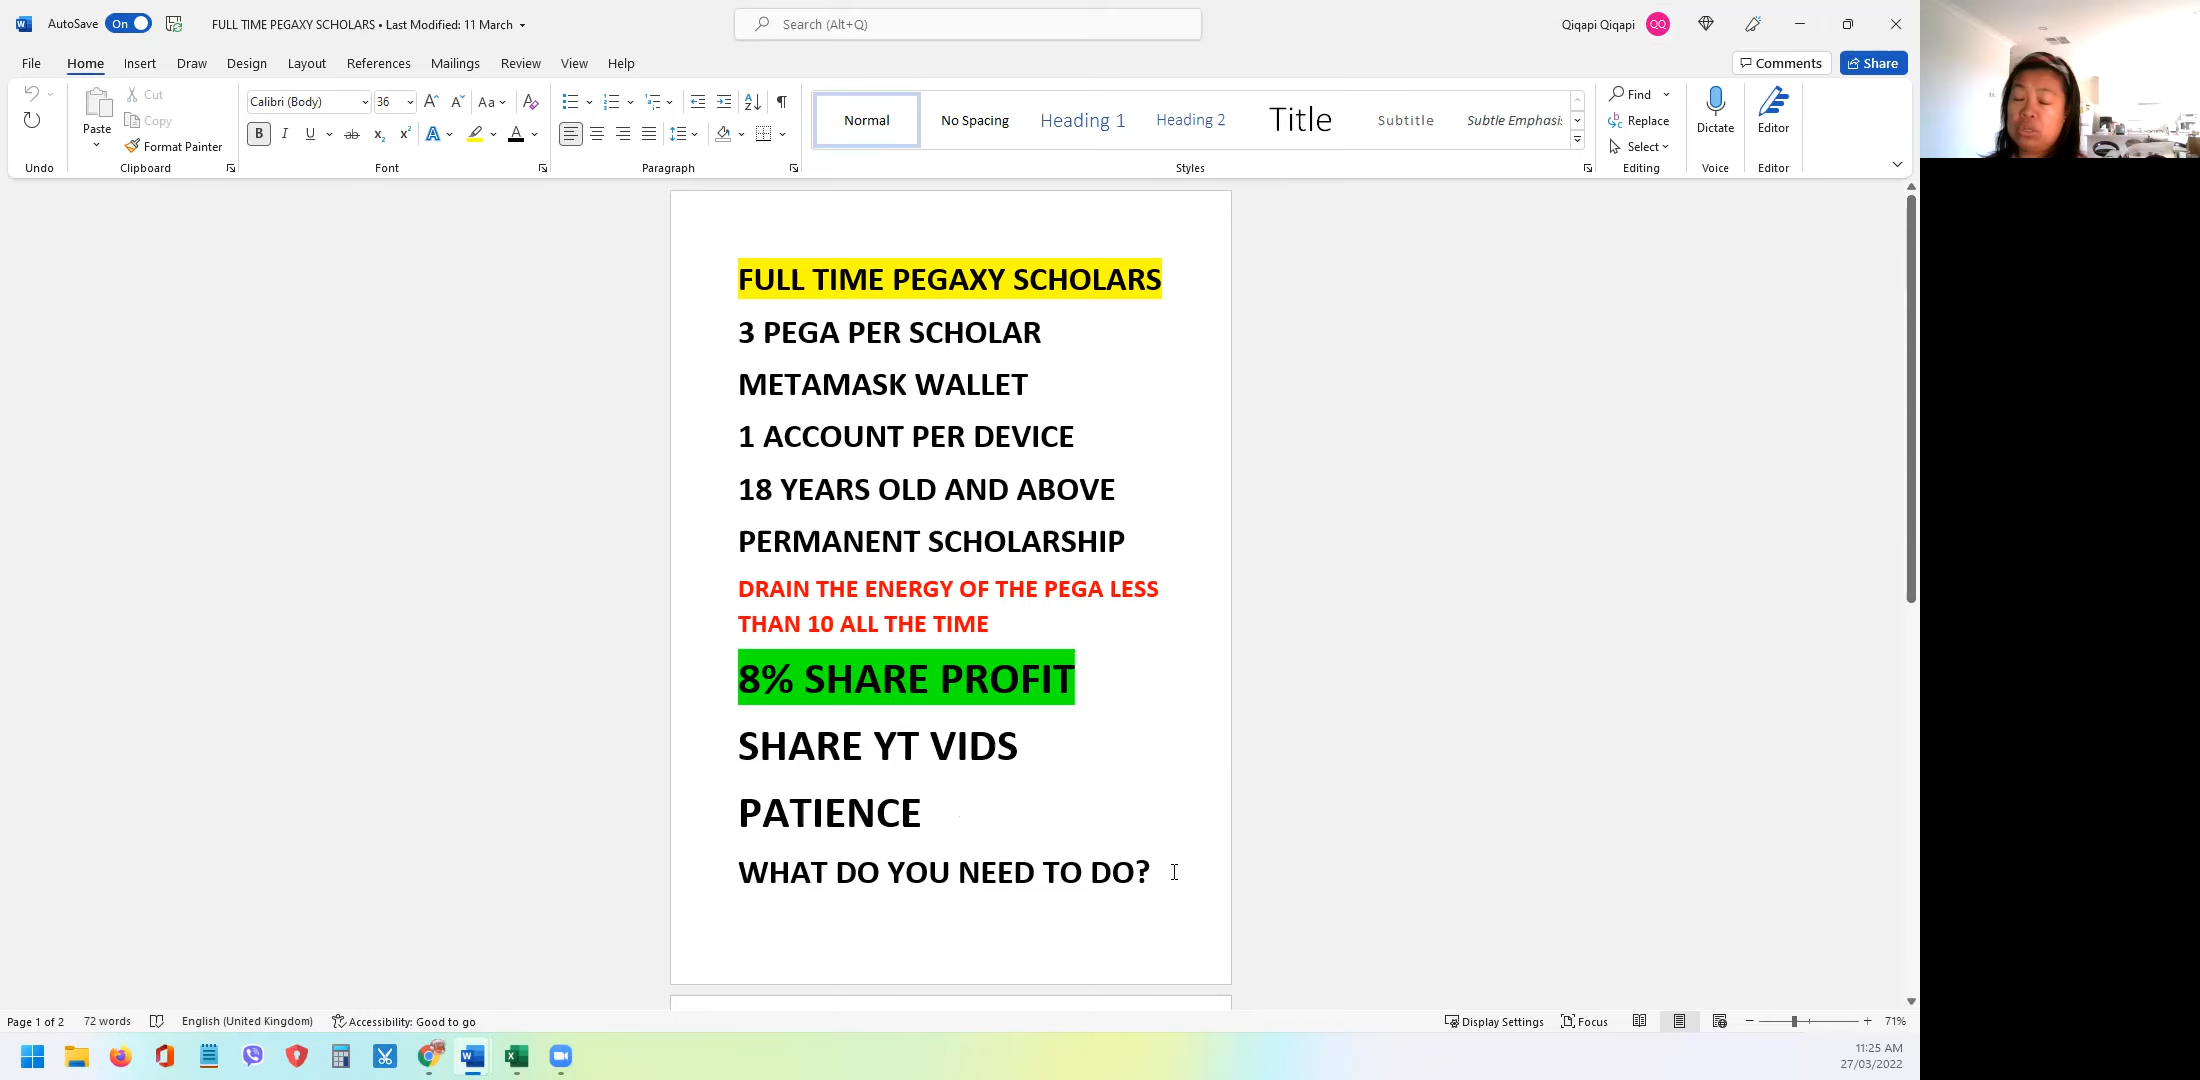 AutoSave On FULL TIME PEGAXY SCHOLARS • Last Modified: 11 March Search (Alt+Q) Qiqapi Qiqapi QQ
File Home Insert Draw Design Layout References Mailings Review View Help Comments Share
Calibri (Body) 36 Aa
Paste Cut Copy Format Painter
B I U ab x₂ x² A A
Normal No Spacing Heading 1 Heading 2 Title Subtitle Subtle Emphasis
Find Replace Select Dictate Editor
Undo Clipboard Font Paragraph Styles Editing Voice Editor
FULL TIME PEGAXY SCHOLARS
3 PEGA PER SCHOLAR
METAMASK WALLET
1 ACCOUNT PER DEVICE
18 YEARS OLD AND ABOVE
PERMANENT SCHOLARSHIP
DRAIN THE ENERGY OF THE PEGA LESS
THAN 10 ALL THE TIME
8% SHARE PROFIT
SHARE YT VIDS
PATIENCE
WHAT DO YOU NEED TO DO?
Page 1 of 2 72 words English (United Kingdom) Accessibility: Good to go Display Settings Focus 71%
11:25 AM
27/03/2022